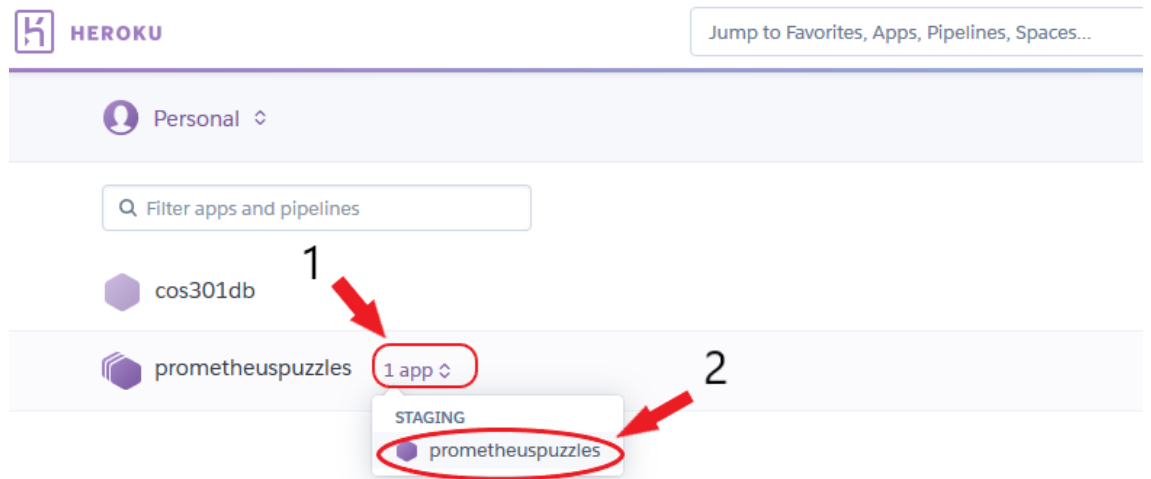 HEROKU
Jump to Favorites, Apps, Pipelines, Spaces...
Personal
Filter apps and pipelines
1
cos301db
prometheuspuzzles 1 app
2
STAGING
prometheuspuzzles